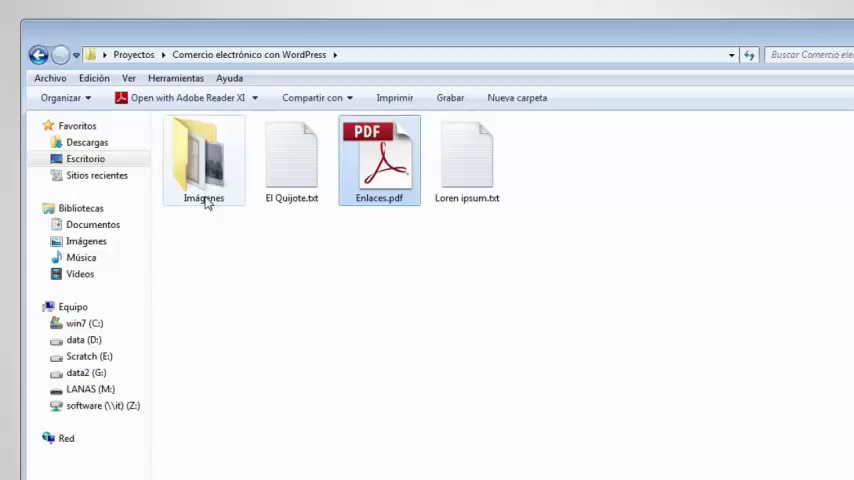 Proyectos
Comercio electrónico con WordPress
Buscar Comercio ele
Archivo Edición Ver Herramientas Ayuda
Organizar Open with Adobe Reader XI Compartir con Imprimir Grabar Nueva carpeta
Favoritos
Descargas
Escritorio
Sitios recientes
Bibliotecas
Documentos
Imágenes
Música
Vídeos
Equipo
win7 (C:)
data (D:)
Scratch (E:)
data2 (G:)
LANAS (M:)
software (\\it) (Z:)
Red
PDF
Imágenes
El Quijote.txt
Enlaces.pdf
Loren ipsum.txt